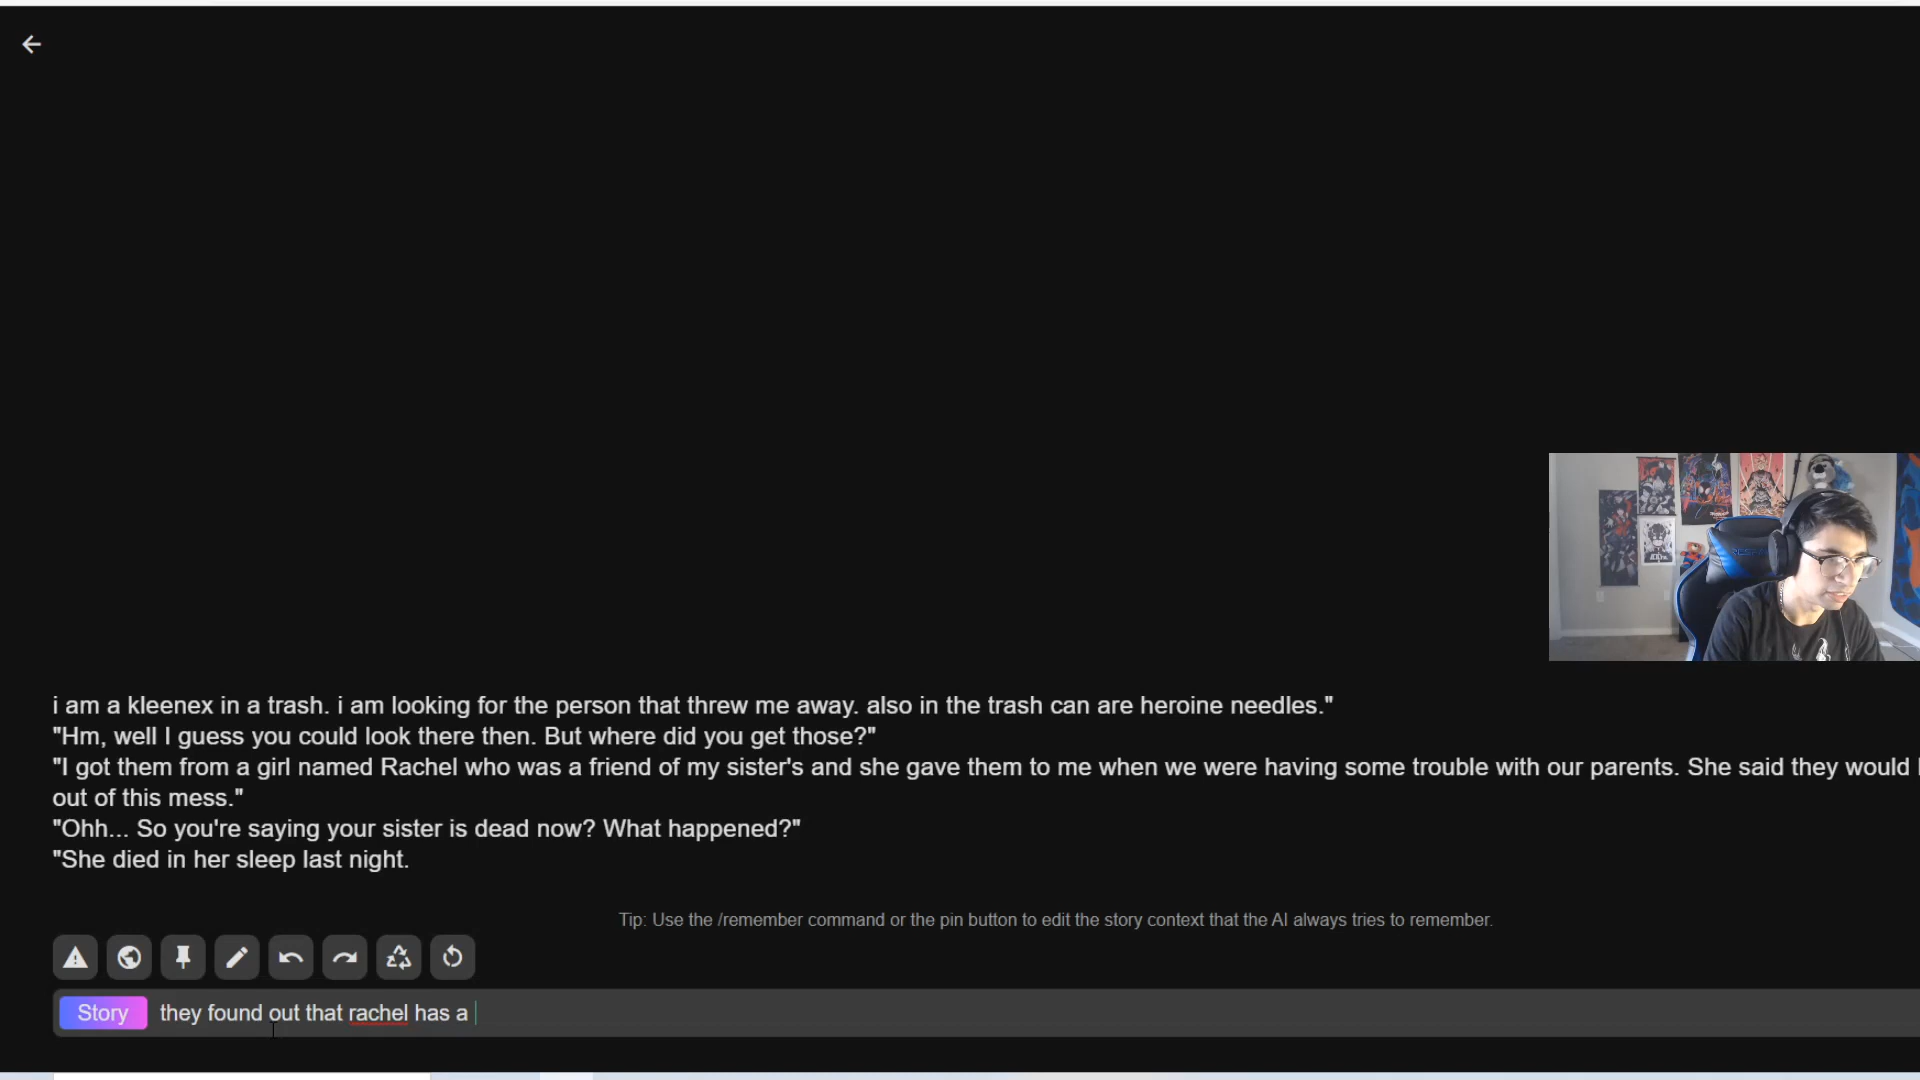 i am a kleenex in a trash. i am looking for the person that threw me away. also in the trash can are heroine needles."
"Hm, well I guess you could look there then. But where did you get those?"
"I got them from a girl named Rachel who was a friend of my sister's and she gave them to me when we were having some trouble with our parents. She said they would
out of this mess."
"Ohh... So you're saying your sister is dead now? What happened?"
"She died in her sleep last night.
Tip: Use the /remember command or the pin button to edit the story context that the AI always tries to remember.
Story they found out that rachel has a